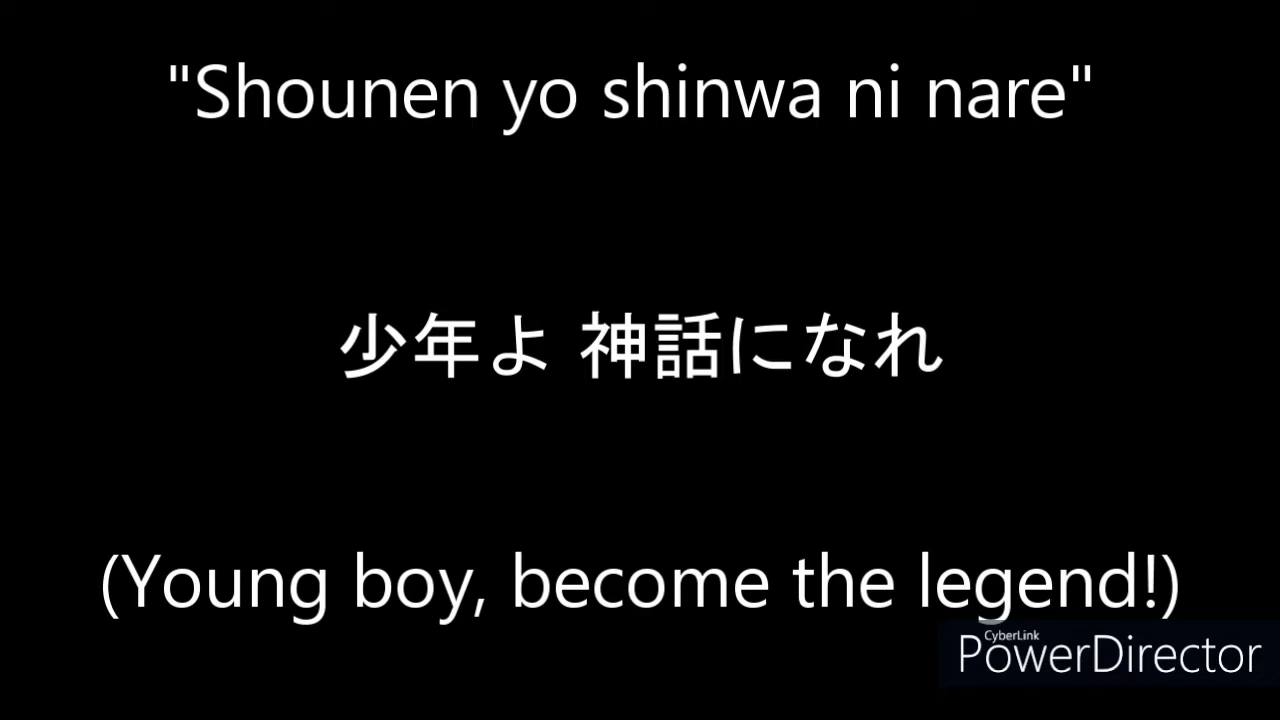 "Shounen yo shinwa ni nare"
少年よ 神話になれ
(Young boy, become the legend!)
CyberLink
PowerDirector